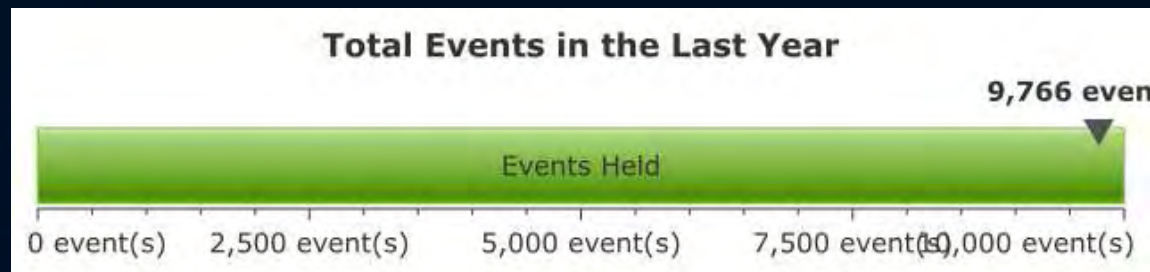 Total Events in the Last Year
9,766 even
Events Held
0 event(s) 2,500 event(s) 5,000 event(s) 7,500 event(s) 10,000 event(s)